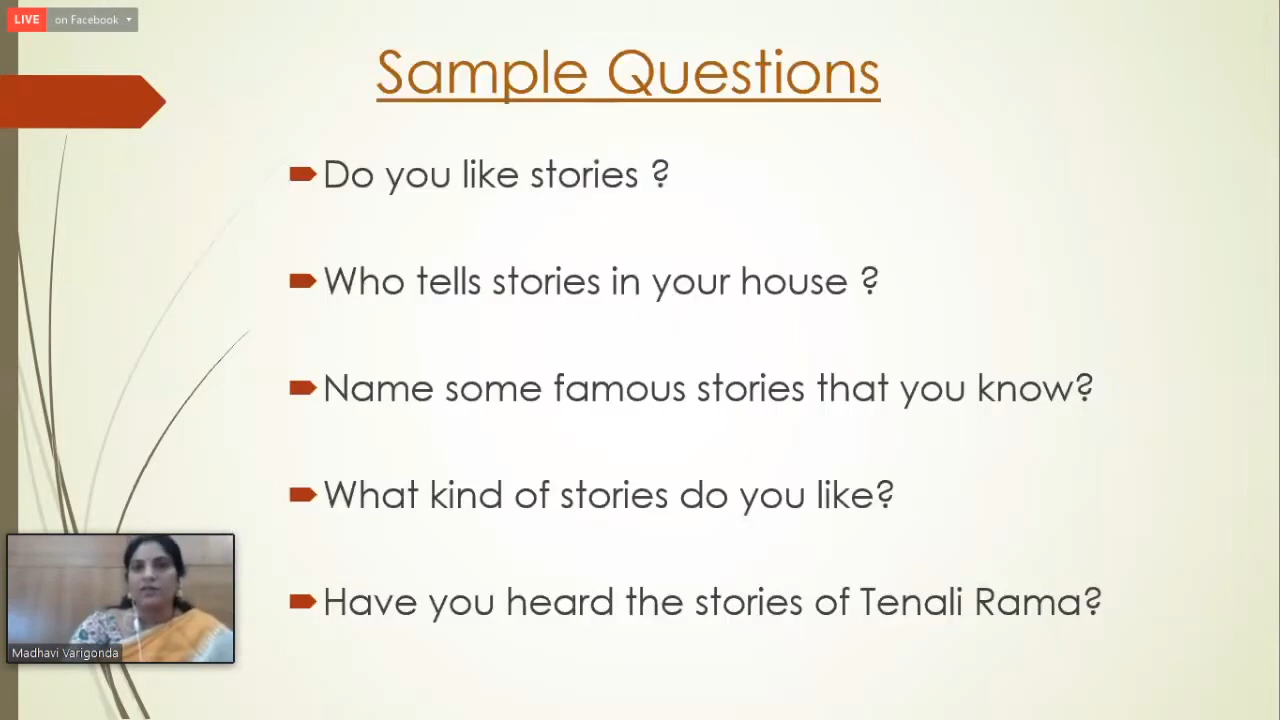 LIVE on Facebook
Sample Questions
Do you like stories ?
Who tells stories in your house ?
Name some famous stories that you know?
What kind of stories do you like?
Have you heard the stories of Tenali Rama?
Madhavi Varigonda